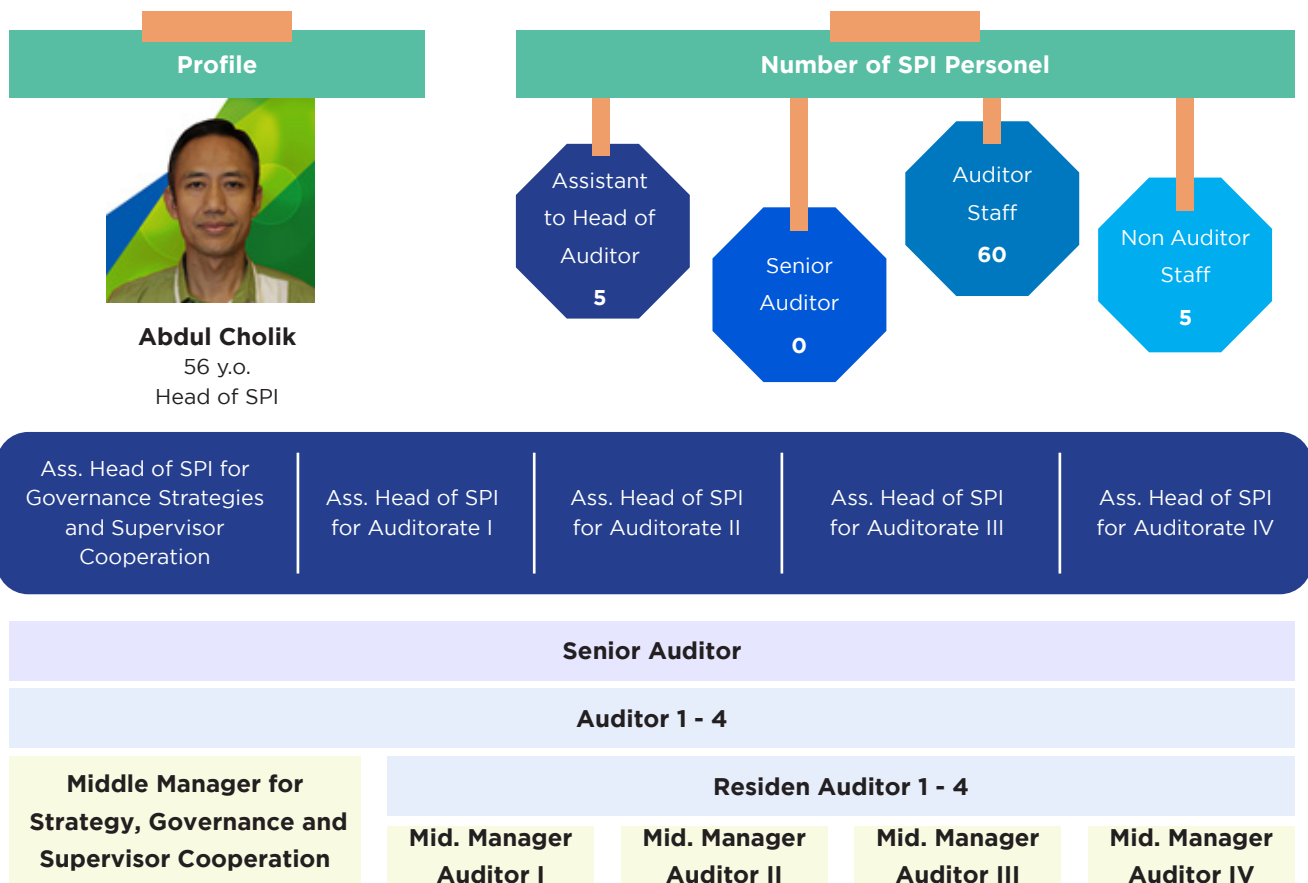 Profile
Abdul Cholik
56 y.o.
Head of SPI
Number of SPI Personel
Assistant
to Head of
Auditor
5
Senior
Auditor
0
Auditor
Staff
60
Non Auditor
Staff
5
Ass. Head of SPI for
Governance Strategies
and Supervisor
Cooperation
Ass. Head of SPI
for Auditorate I
Ass. Head of SPI
for Auditorate II
Ass. Head of SPI
for Auditorate III
Ass. Head of SPI
for Auditorate IV
Senior Auditor
Auditor 1 - 4
Middle Manager for
Strategy, Governance and
Supervisor Cooperation
Residen Auditor 1 - 4
Mid. Manager
Auditor I
Mid. Manager
Auditor II
Mid. Manager
Auditor III
Mid. Manager
Auditor IV